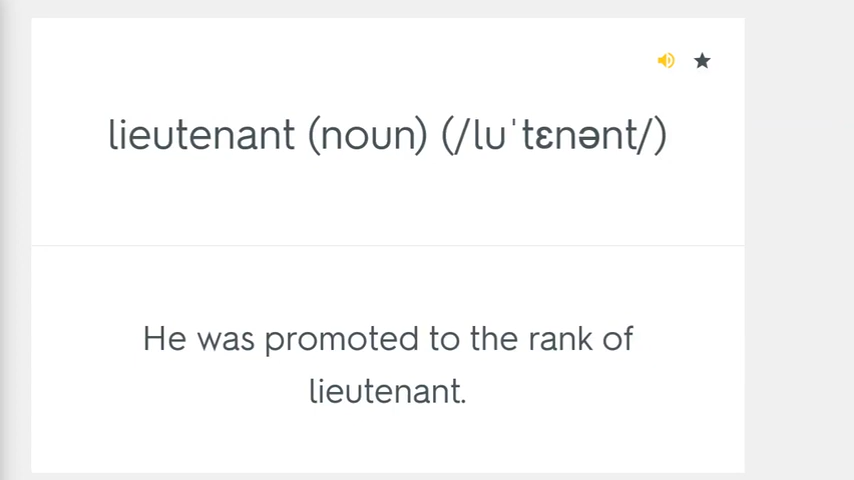 lieutenant (noun) (/luˈtɛnənt/)
He was promoted to the rank of
lieutenant.